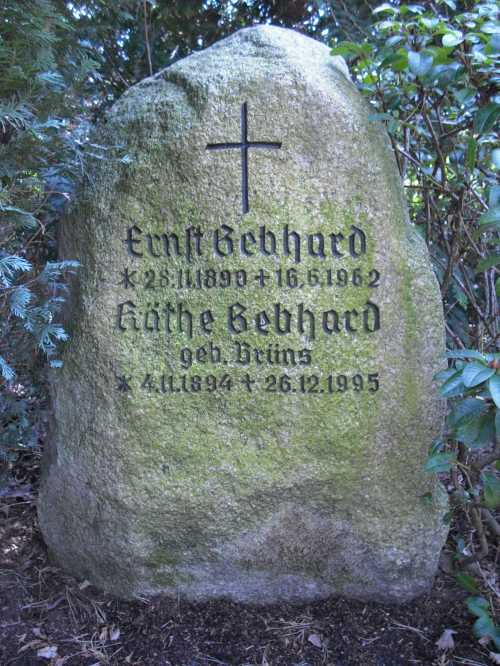 Ernst Gebhard
* 28.11.1890 + 16.6.1962
Käthe Gebhard
geb. Brüns
* 4.11.1894 + 26.12.1995